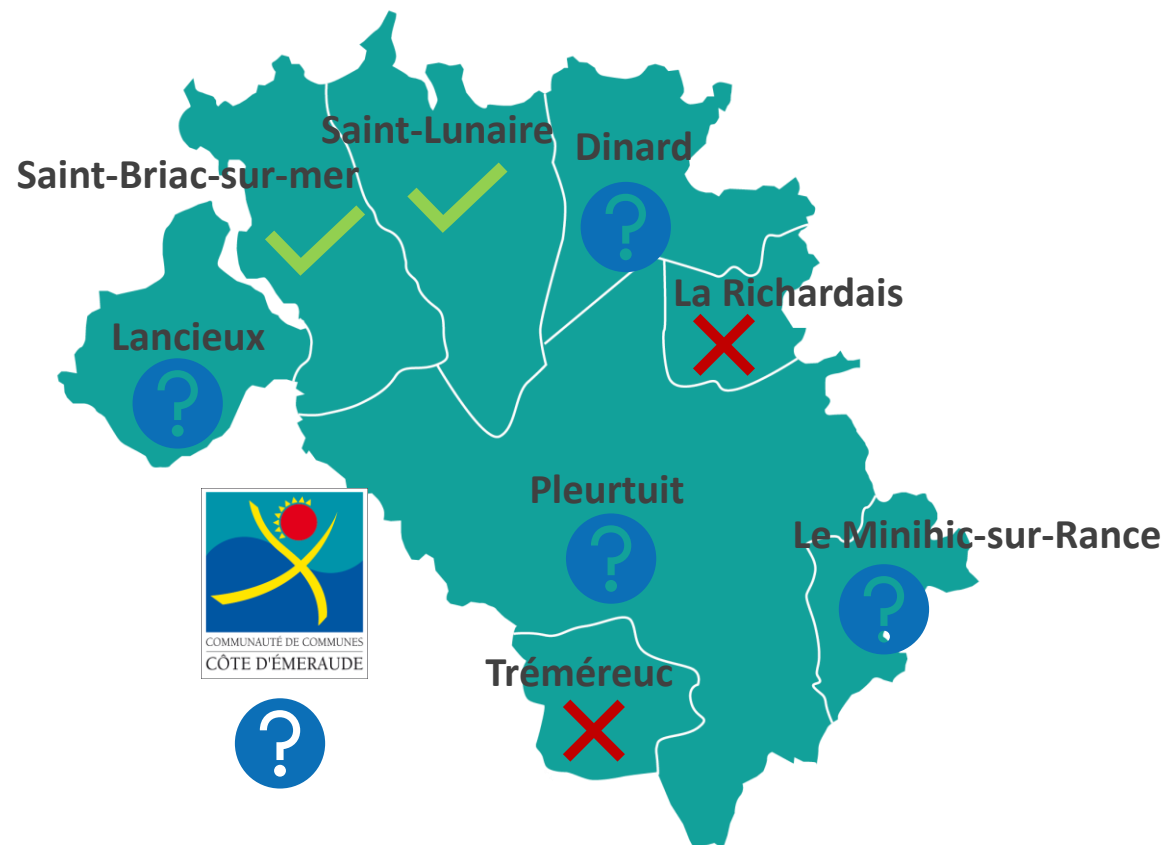 Saint-Lunaire
Dinard
Saint-Briac-sur-mer
La Richardais
Lancieux
Pleurtuit
Le Minihic-sur-Rance
COMMUNAUTÉ DE COMMUNES
CÔTE D'ÉMERAUDE
Tréméreuc